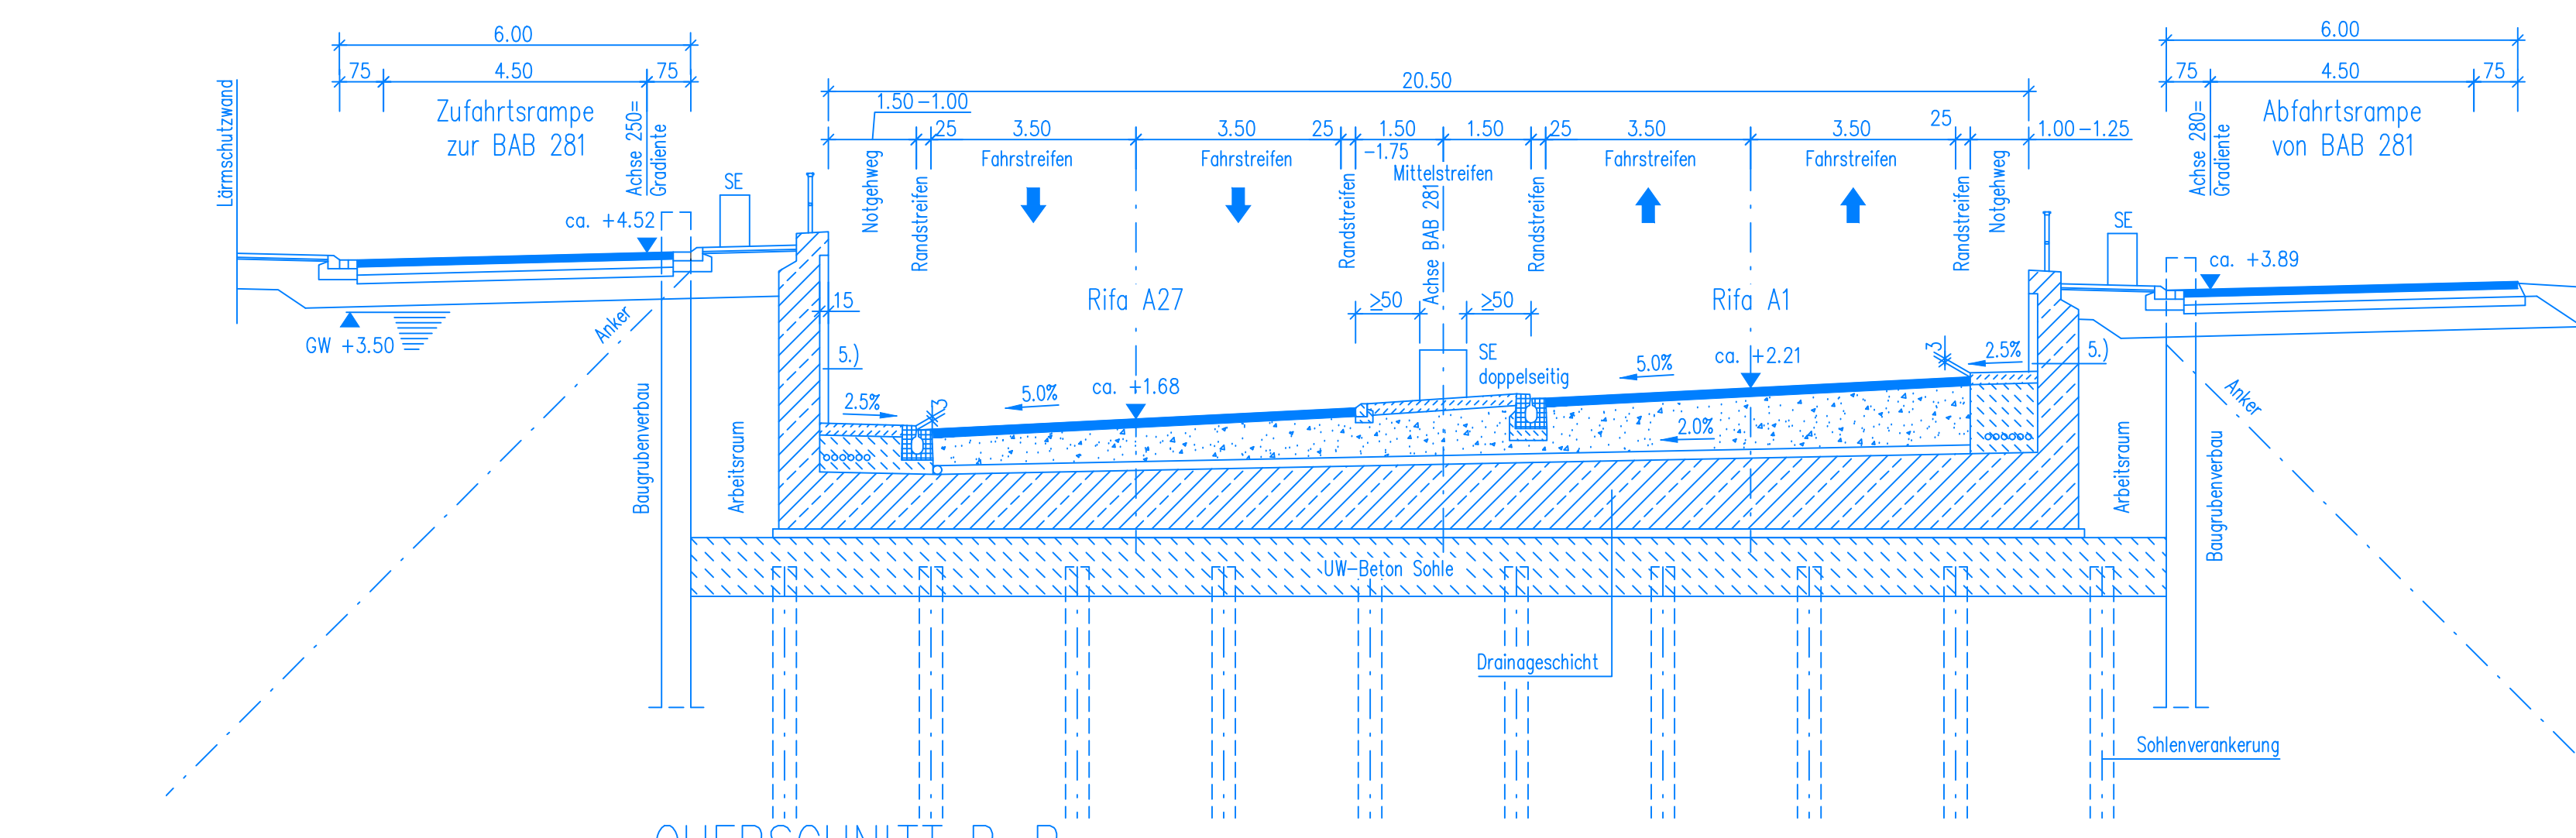 6.00
6.00
75 4.50 75
20.50
75 4.50 75
Lärmschutzwand
Zufahrtsrampe
zur BAB 281
Achse 250=
Gradiente
1.50-1.00
25 3.50 3.50 25 1.50 1.50 25 3.50 3.50 25 1.00-1.25
-1.75
Achse 280=
Gradiente
Abfahrtsrampe
von BAB 281
SE
Notgehweg
Randstreifen
Fahrstreifen
Fahrstreifen
Randstreifen
Mittelstreifen
Achse BAB 281
Randstreifen
Fahrstreifen
Fahrstreifen
Randstreifen
Notgehweg
SE
ca. +4.52
ca. +3.89
15
Rifa A27
≥50 ≥50
Rifa A1
GW +3.50
Anker
5.)
SE
doppelseitig
5.0%
ca. +2.21
3
2.5%
5.)
2.5%
3
5.0%
ca. +1.68
2.0%
Anker
Baugrubenverbau
Arbeitsraum
Arbeitsraum
Baugrubenverbau
UW-Beton Sohle
Drainageschicht
Sohlenverankerung